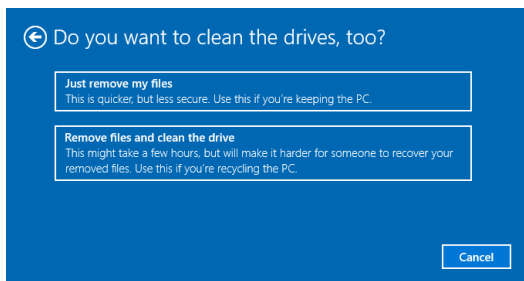 Do you want to clean the drives, too?
Just remove my files
This is quicker, but less secure. Use this if you're keeping the PC.
Remove files and clean the drive
This might take a few hours, but will make it harder for someone to recover your
removed files. Use this if you're recycling the PC.
Cancel